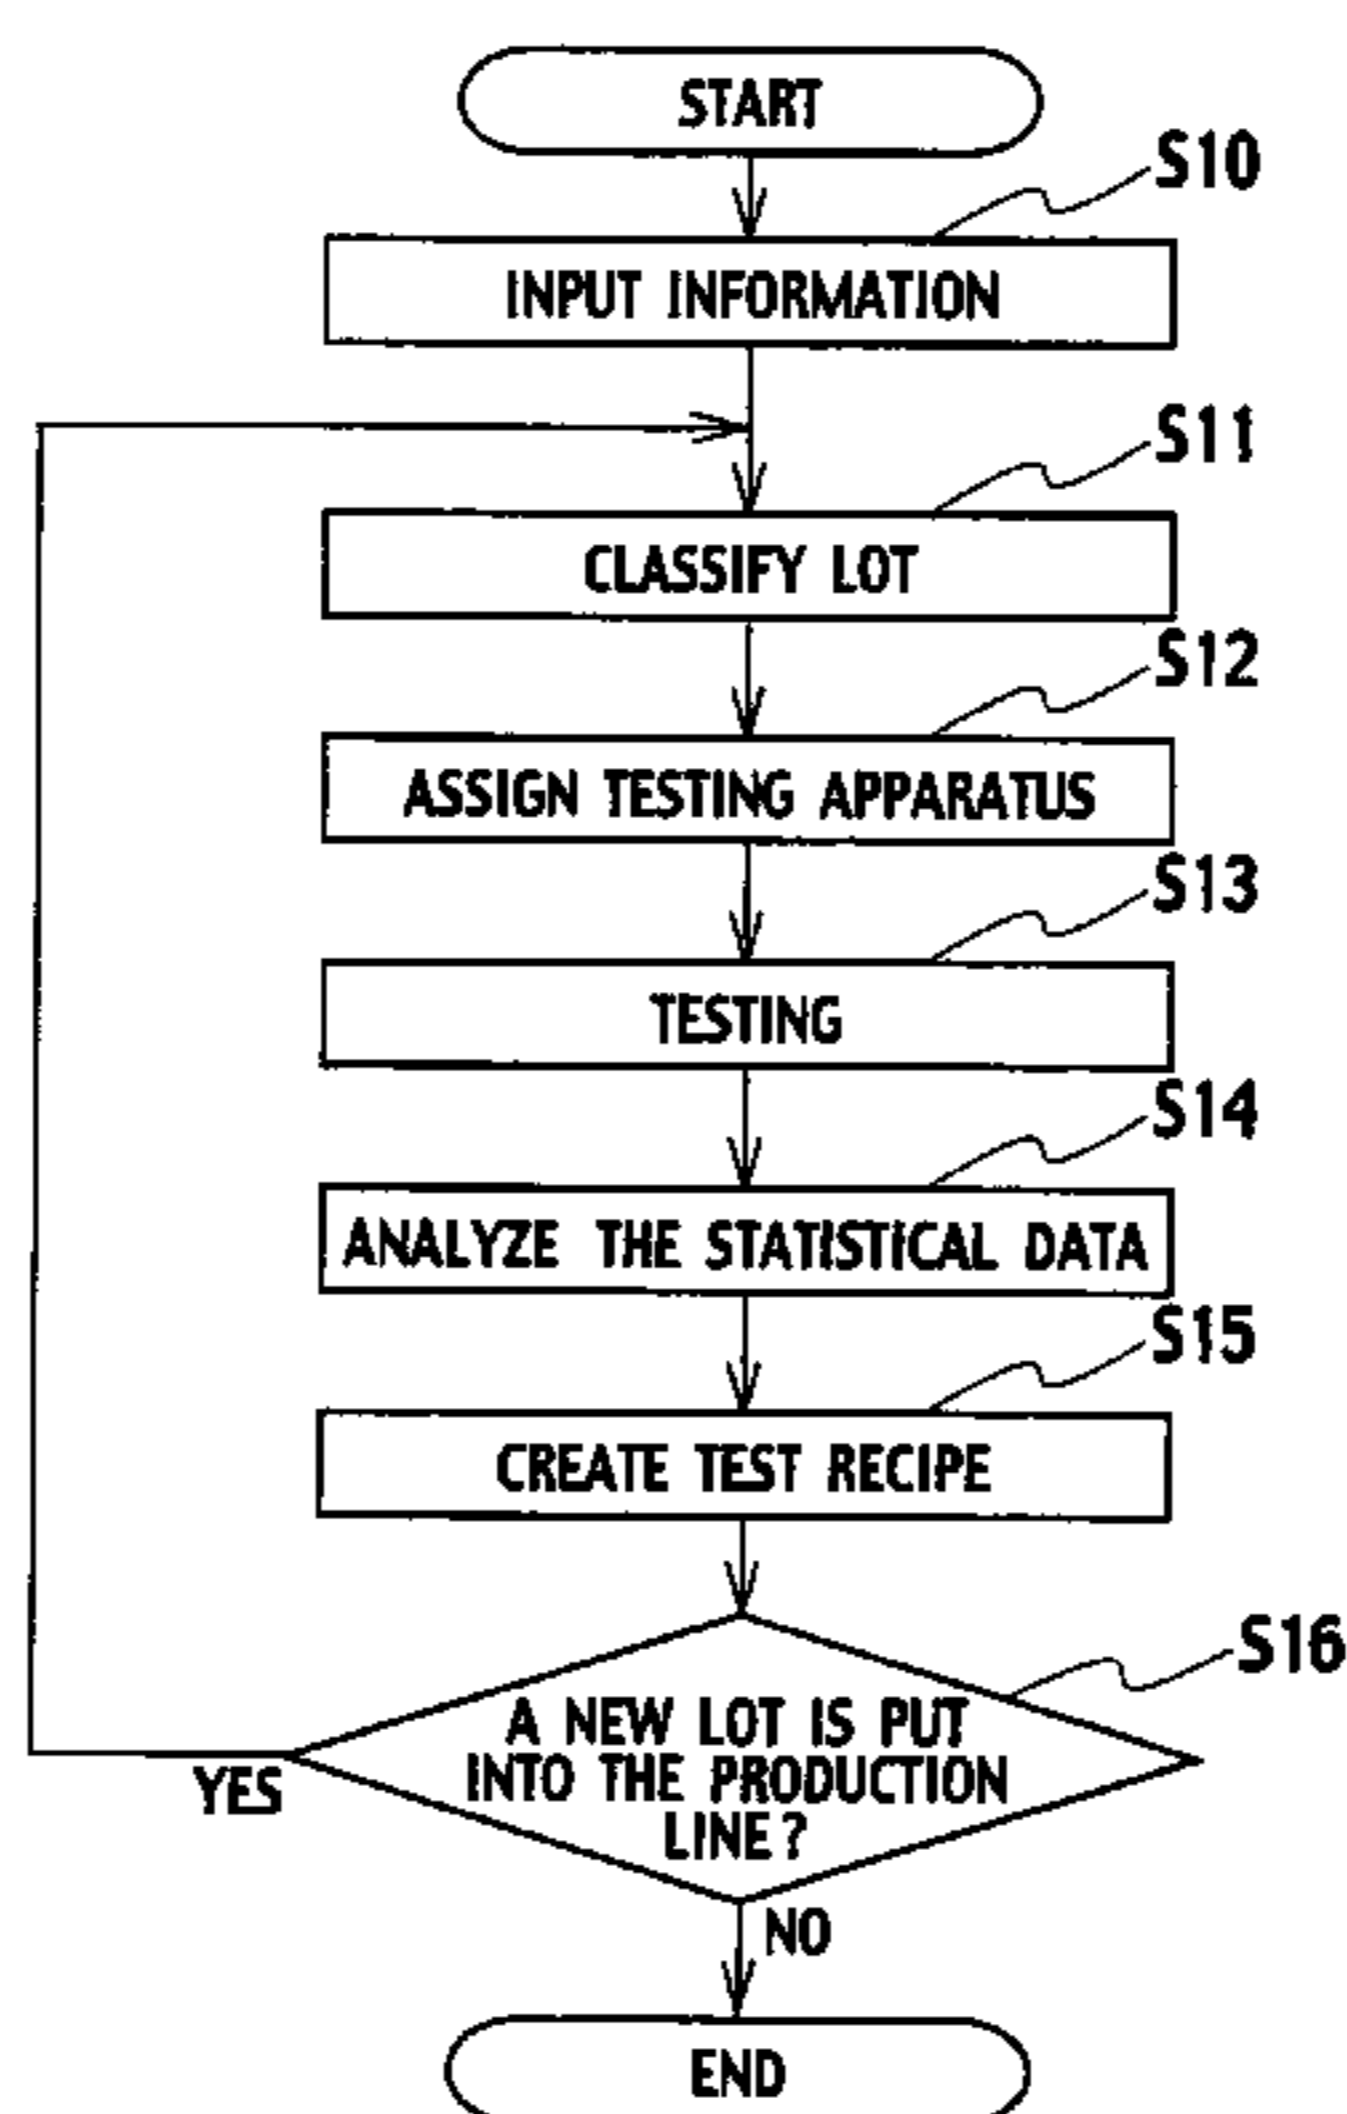 START
S10
INPUT INFORMATION
S11
CLASSIFY LOT
S12
ASSIGN TESTING APPARATUS
S13
TESTING
S14
ANALYZE THE STATISTICAL DATA
S15
CREATE TEST RECIPE
S16
A NEW LOT IS PUT
INTO THE PRODUCTION
LINE?
YES
NO
END